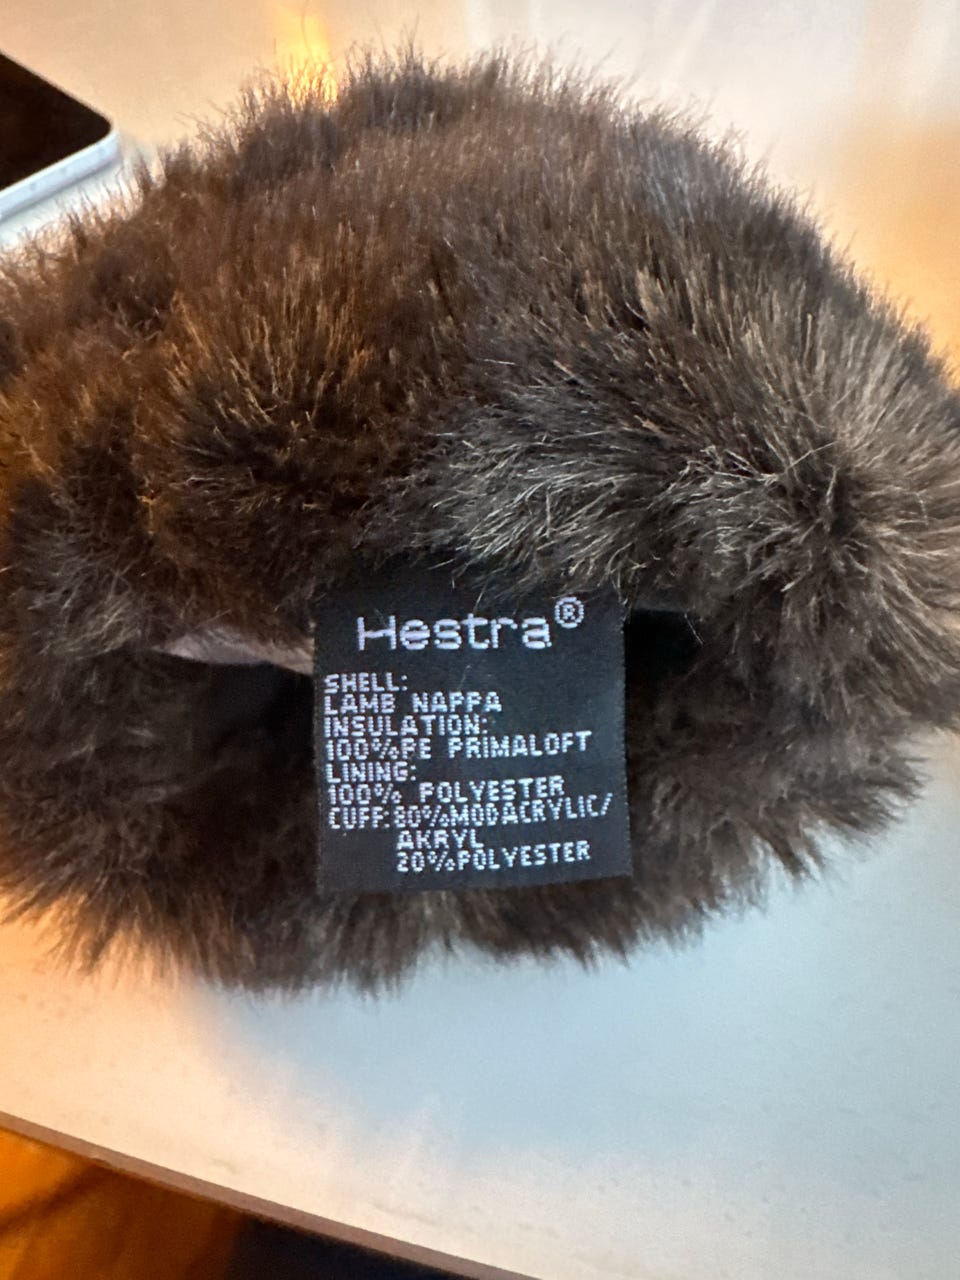 Hestra®
SHELL:
LAMB NAPPA
INSULATION:
100%PE PRIMALOFT
LINING:
100% POLYESTER
CUFF:80%MODACRYLIC/
AKRYL
20%POLYESTER